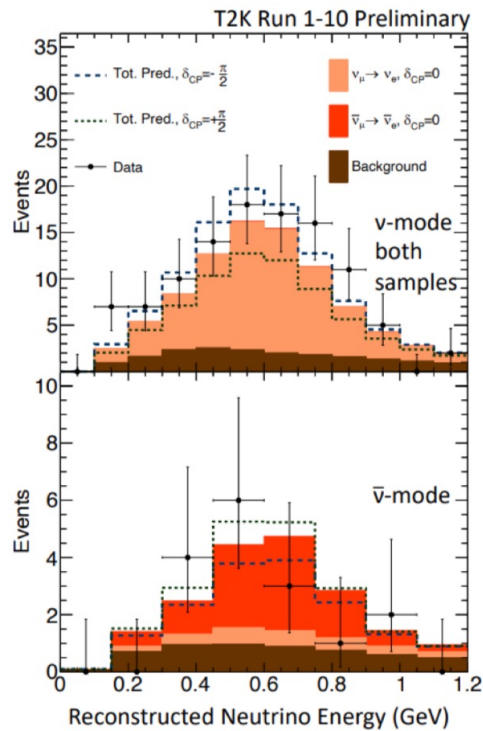 T2K Run 1-10 Preliminary
35
30
25
20
15
10
5
0
Events
Tot. Pred., δCP=-π/2
Tot. Pred., δCP=+π/2
Data
νμ → νe, δCP=0
ν̄μ → ν̄e, δCP=0
Background
ν-mode
both
samples
10
8
6
4
2
0
Events
ν̄-mode
0 0.2 0.4 0.6 0.8 1 1.2
Reconstructed Neutrino Energy (GeV)